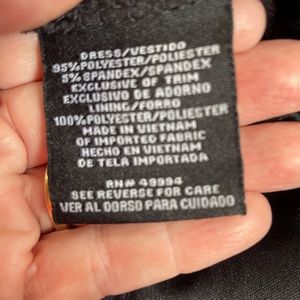 DRESS/VESTIDO
95% POLYESTER/POLIESTER
5% SPANDEX/SPANDEX
EXCLUSIVE OF TRIM
EXCLUSIVO DE ADORNO
LINING/FORRO
100% POLYESTER/POLIESTER
MADE IN VIETNAM
OF IMPORTED FABRIC
HECHO EN VIETNAM
DE TELA IMPORTADA
RN# 49994
SEE REVERSE FOR CARE
VER AL DORSO PARA CUIDADO